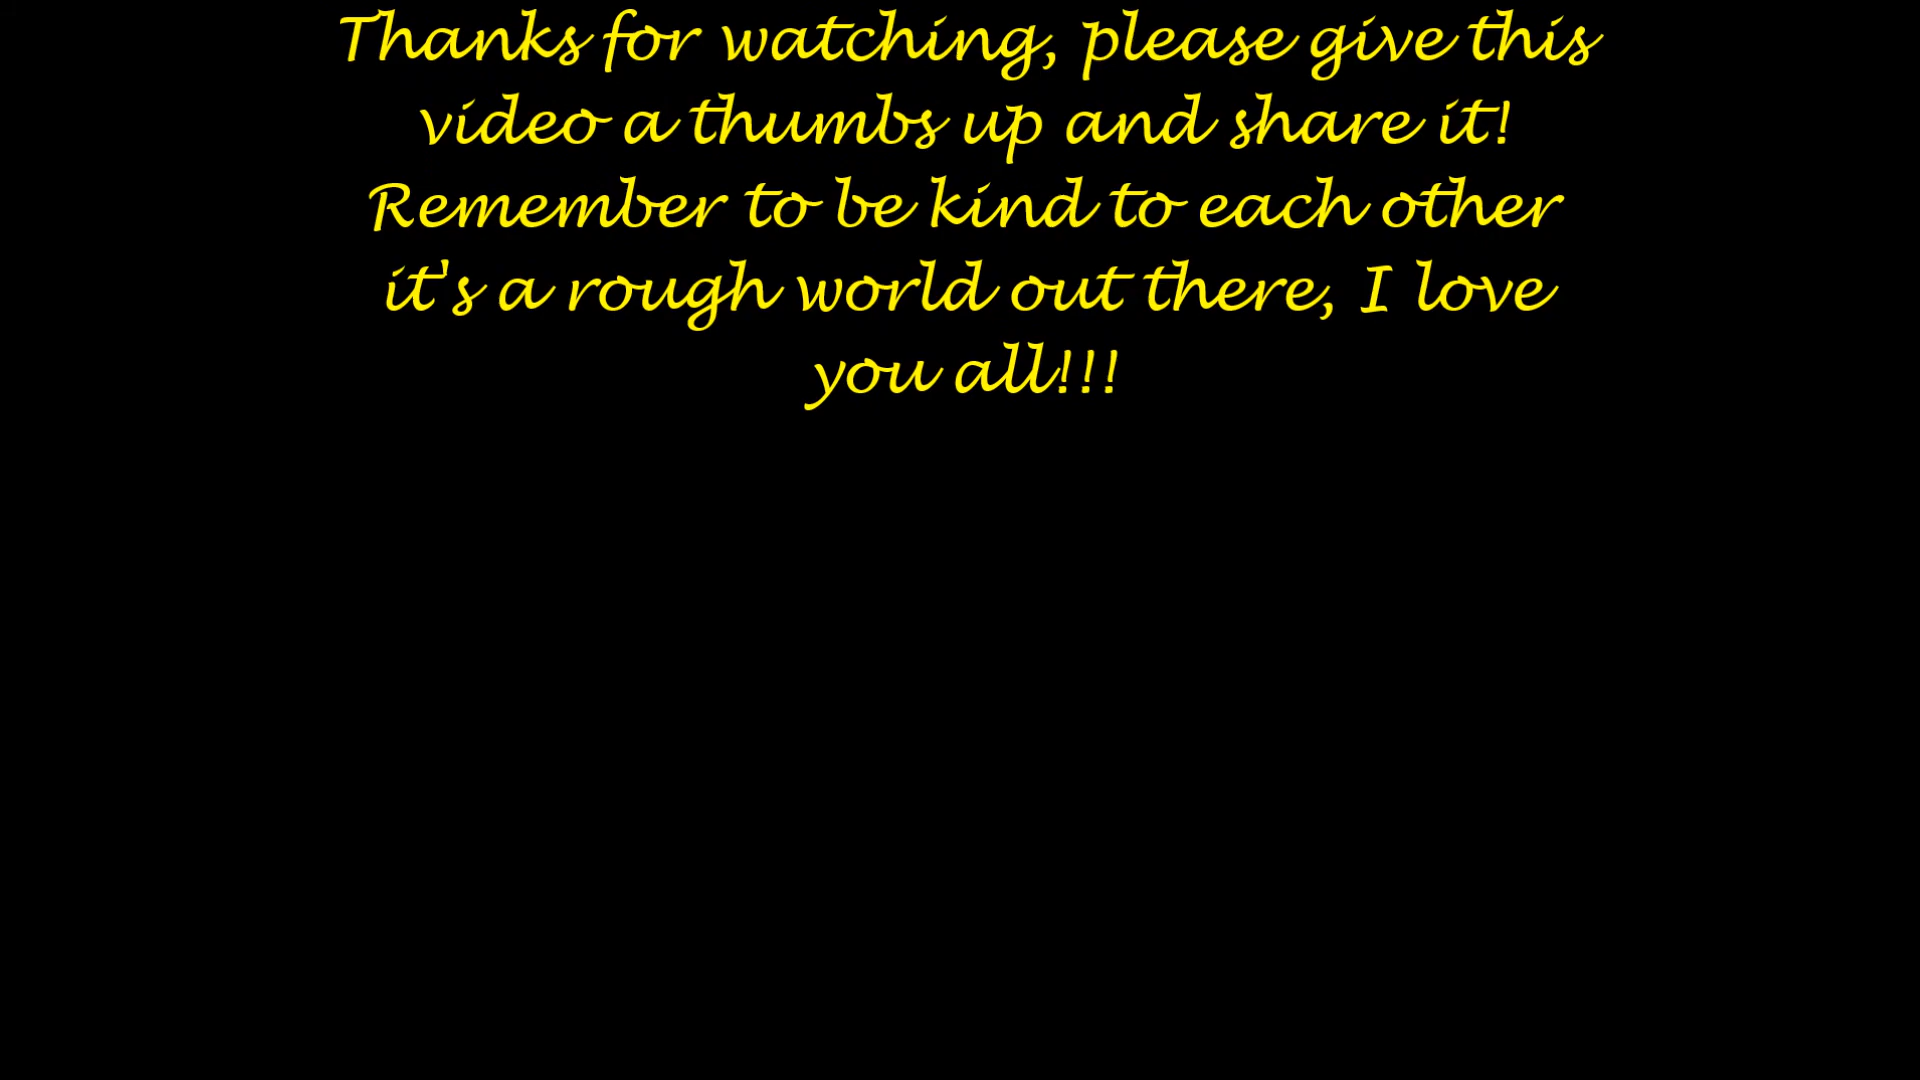 Thanks for watching, please give this
video a thumbs up and share it!
Remember to be kind to each other
it's a rough world out there, I love
you all!!!